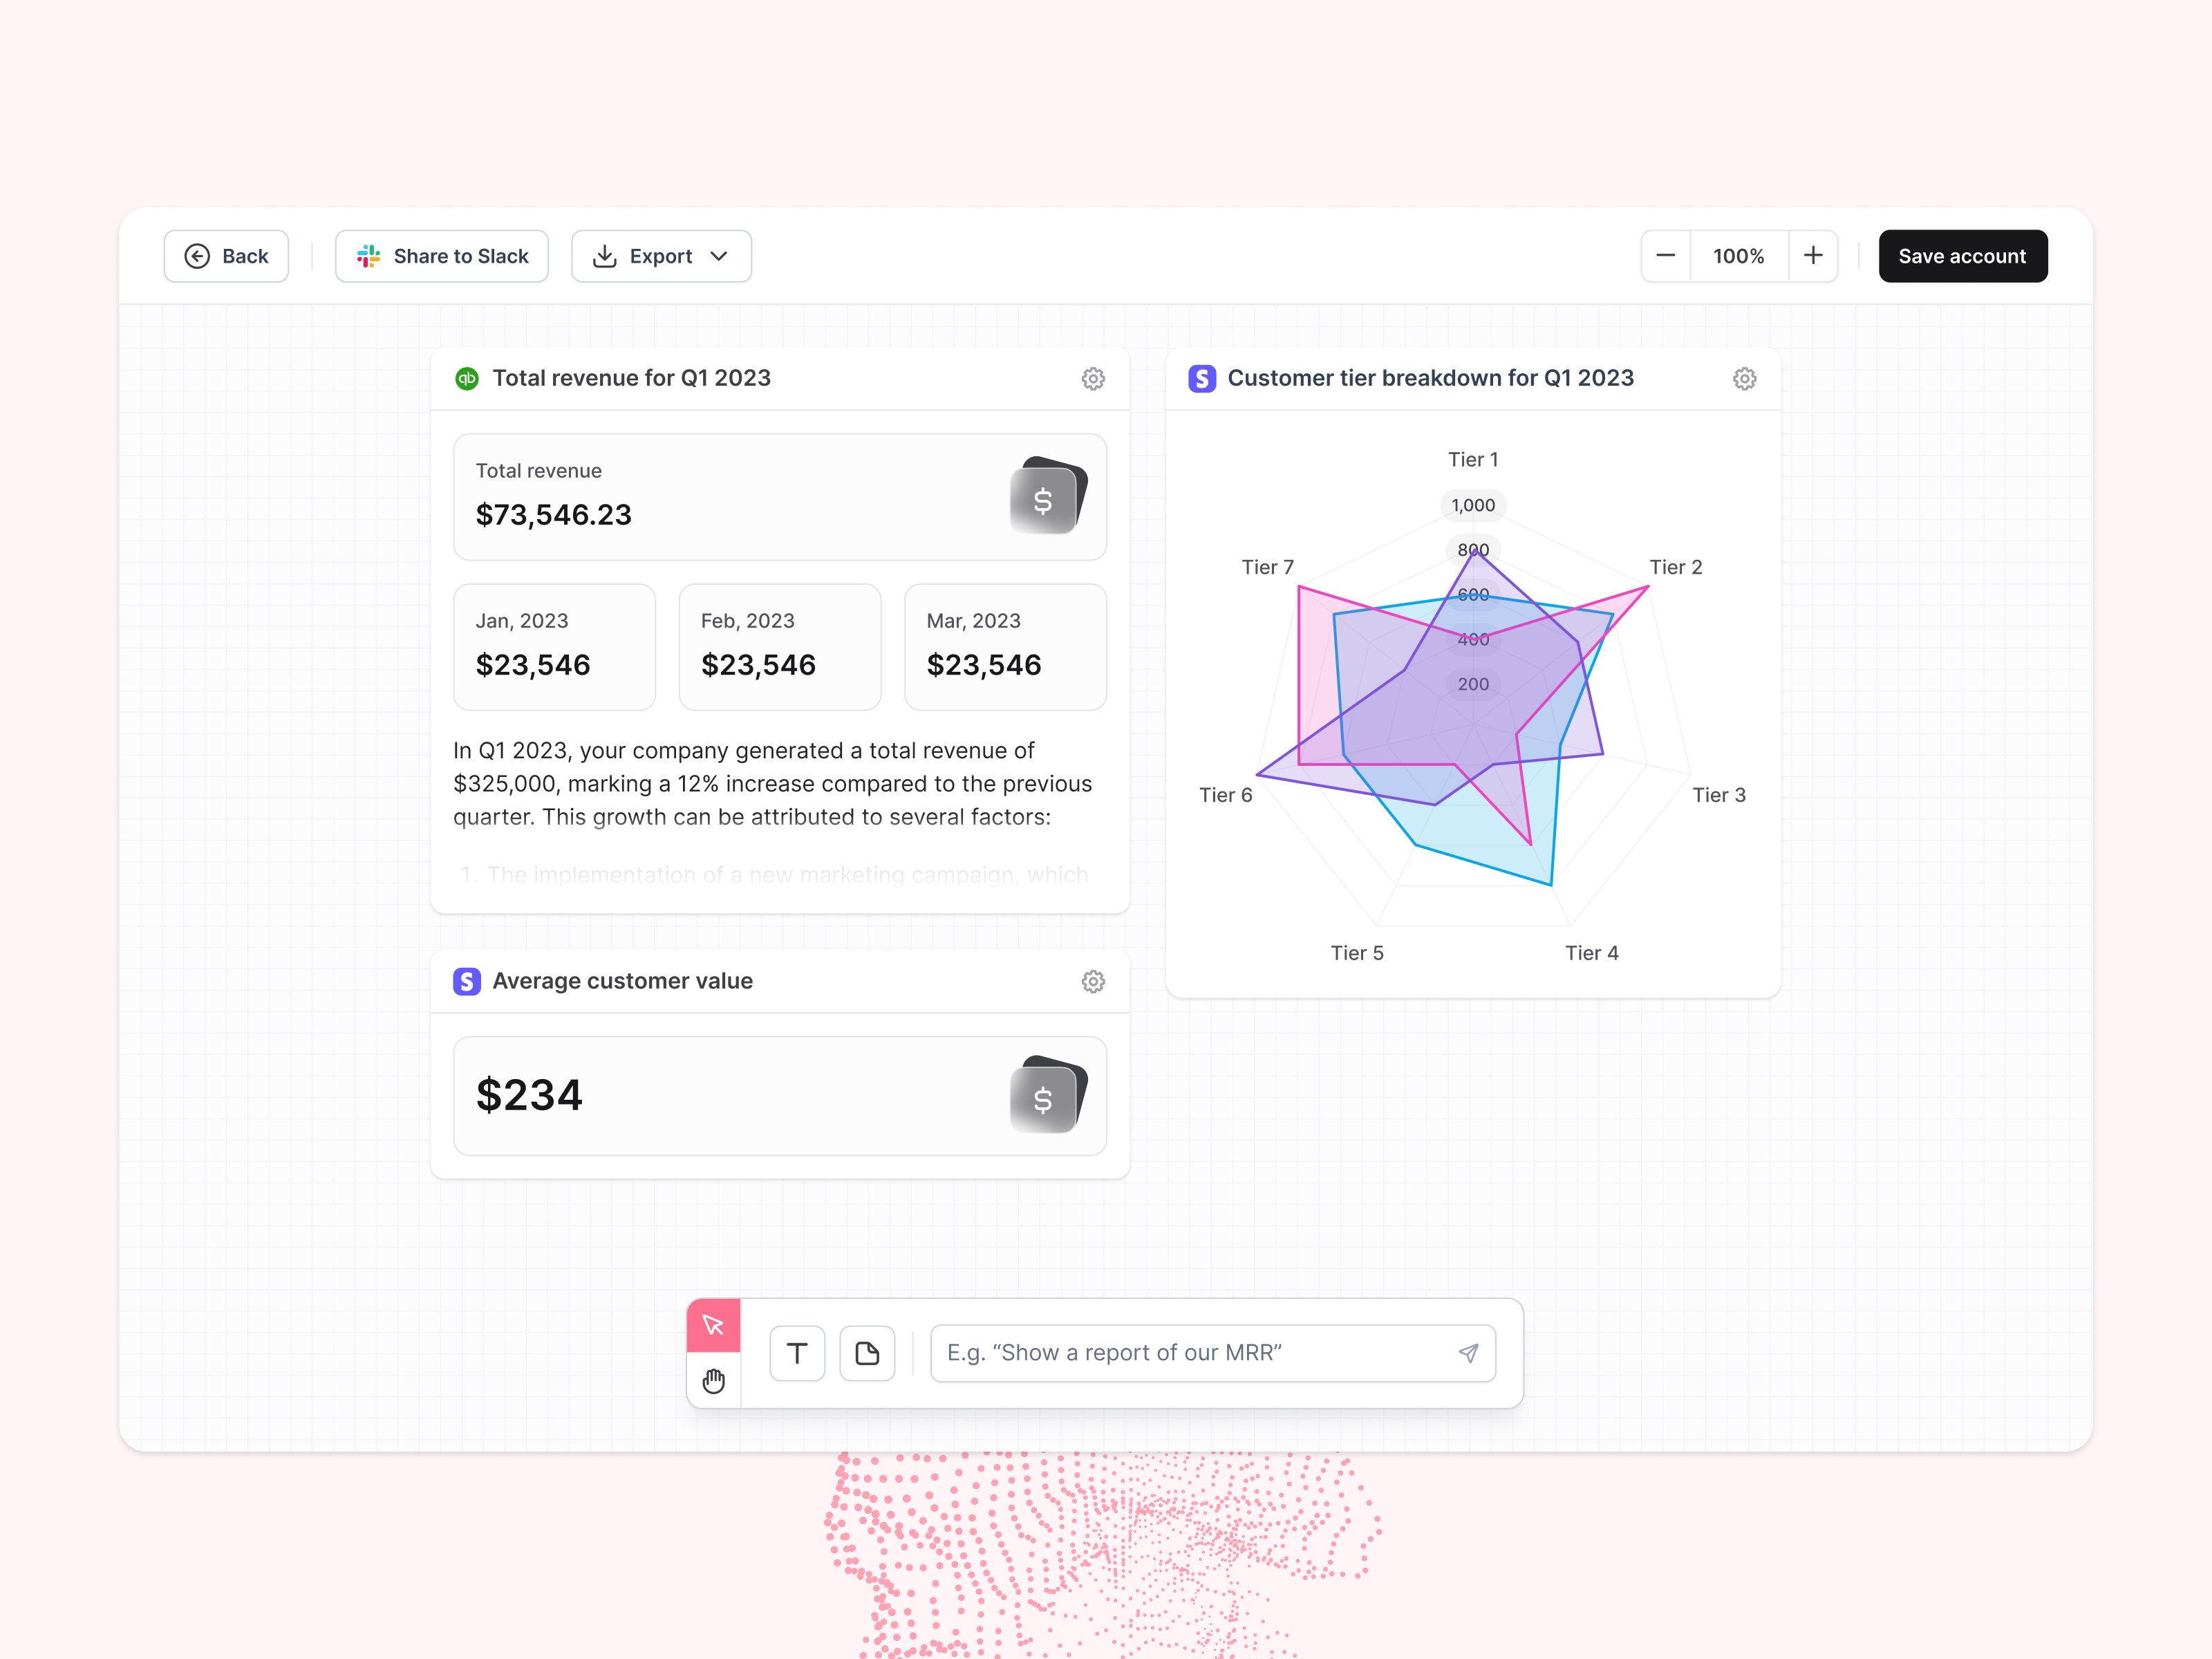 Back
Share to Slack
Export
100%
Save account
qb
Total revenue for Q1 2023
Total revenue
$73,546.23
$
Jan, 2023
$23,546
Feb, 2023
$23,546
Mar, 2023
$23,546
In Q1 2023, your company generated a total revenue of
$325,000, marking a 12% increase compared to the previous
quarter. This growth can be attributed to several factors:
1. The implementation of a new marketing campaign, which
S
Average customer value
$234
$
S
Customer tier breakdown for Q1 2023
Tier 1
1,000
800
600
400
200
Tier 2
Tier 3
Tier 4
Tier 5
Tier 6
Tier 7
T
E.g. “Show a report of our MRR”